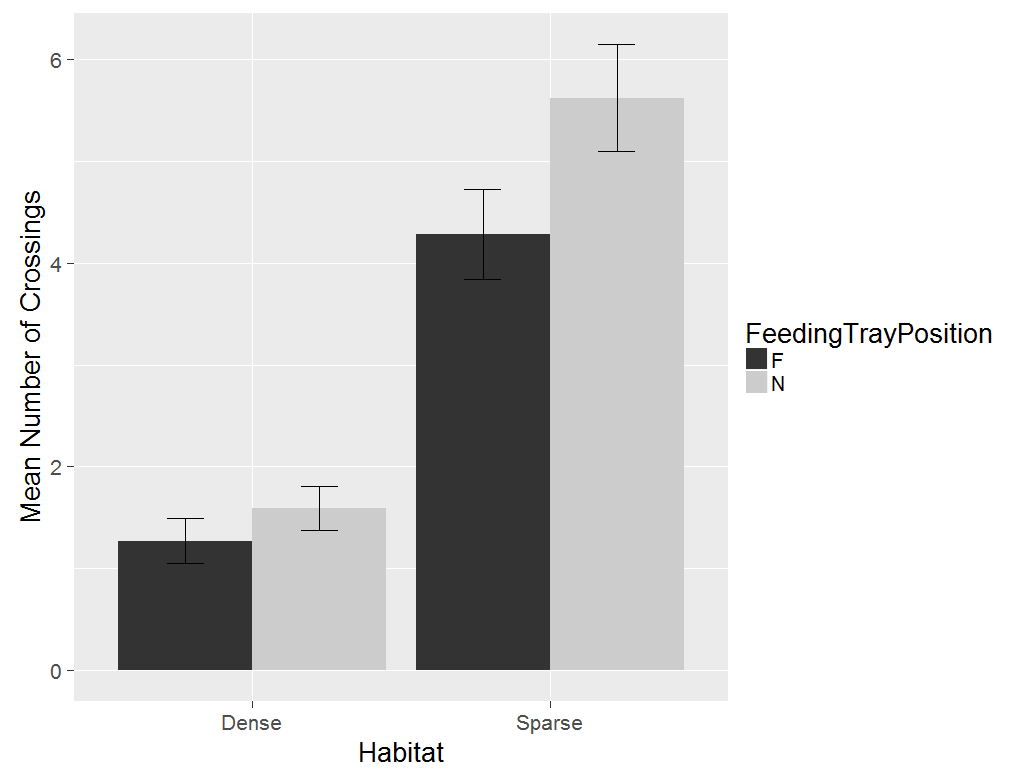 Mean Number of Crossings
6
4
2
0
Dense
Sparse
Habitat
FeedingTrayPosition
F
N